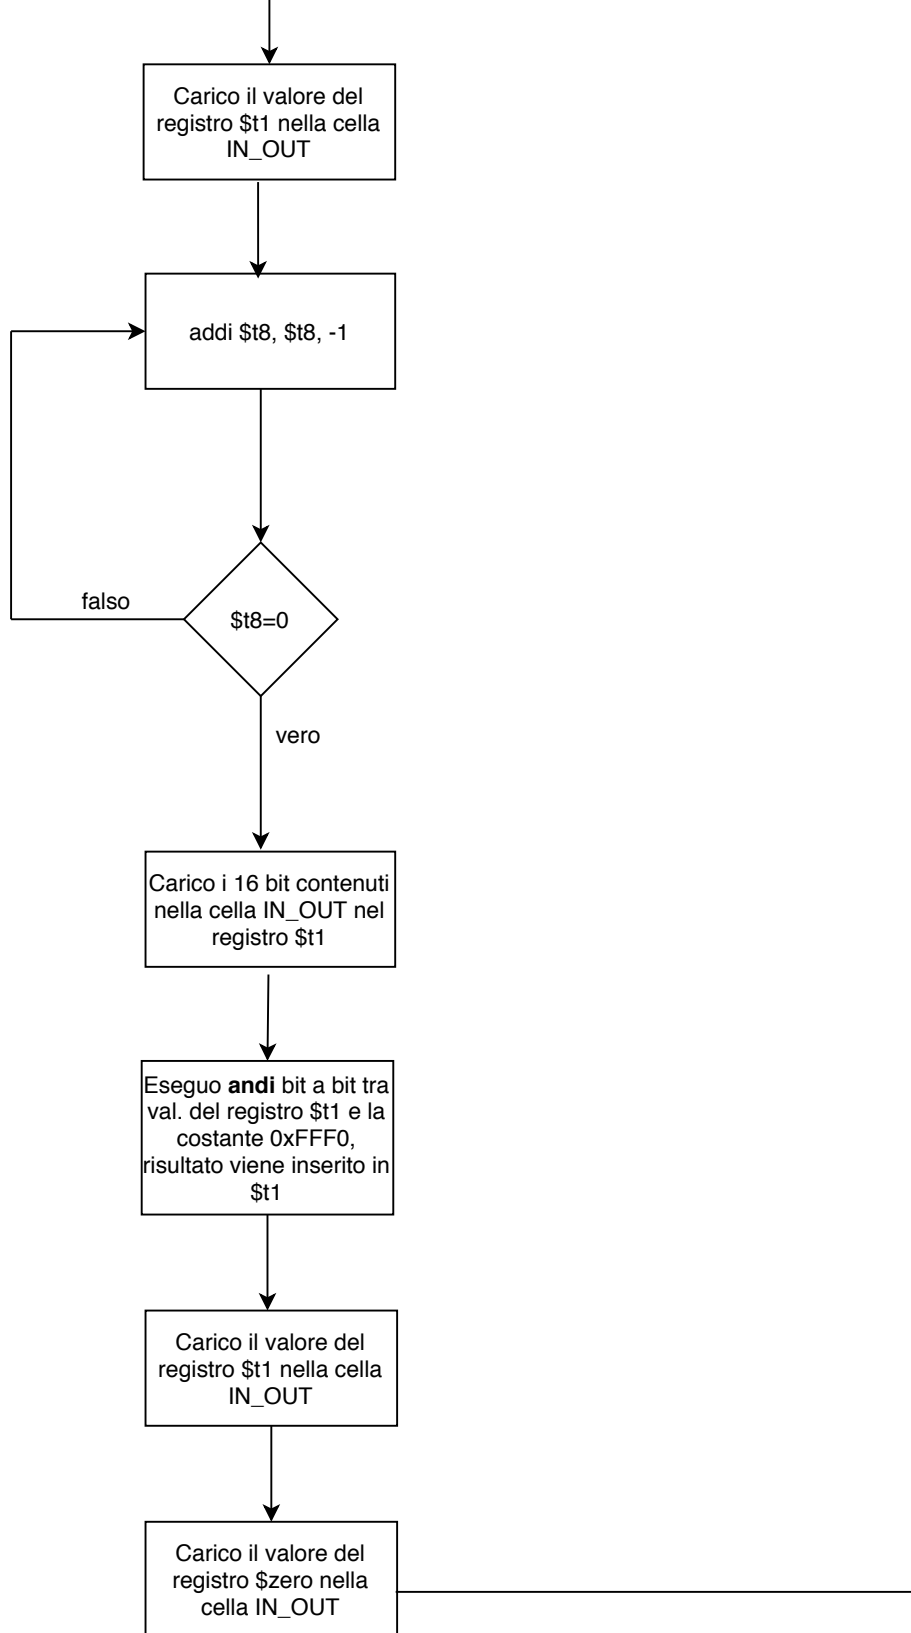 Carico il valore del
registro $t1 nella cella
IN_OUT
addi $t8, $t8, -1
falso
$t8=0
vero
Carico i 16 bit contenuti
nella cella IN_OUT nel
registro $t1
Eseguo andi bit a bit tra
val. del registro $t1 e la
costante 0xFFF0,
risultato viene inserito in
$t1
Carico il valore del
registro $t1 nella cella
IN_OUT
Carico il valore del
registro $zero nella
cella IN_OUT